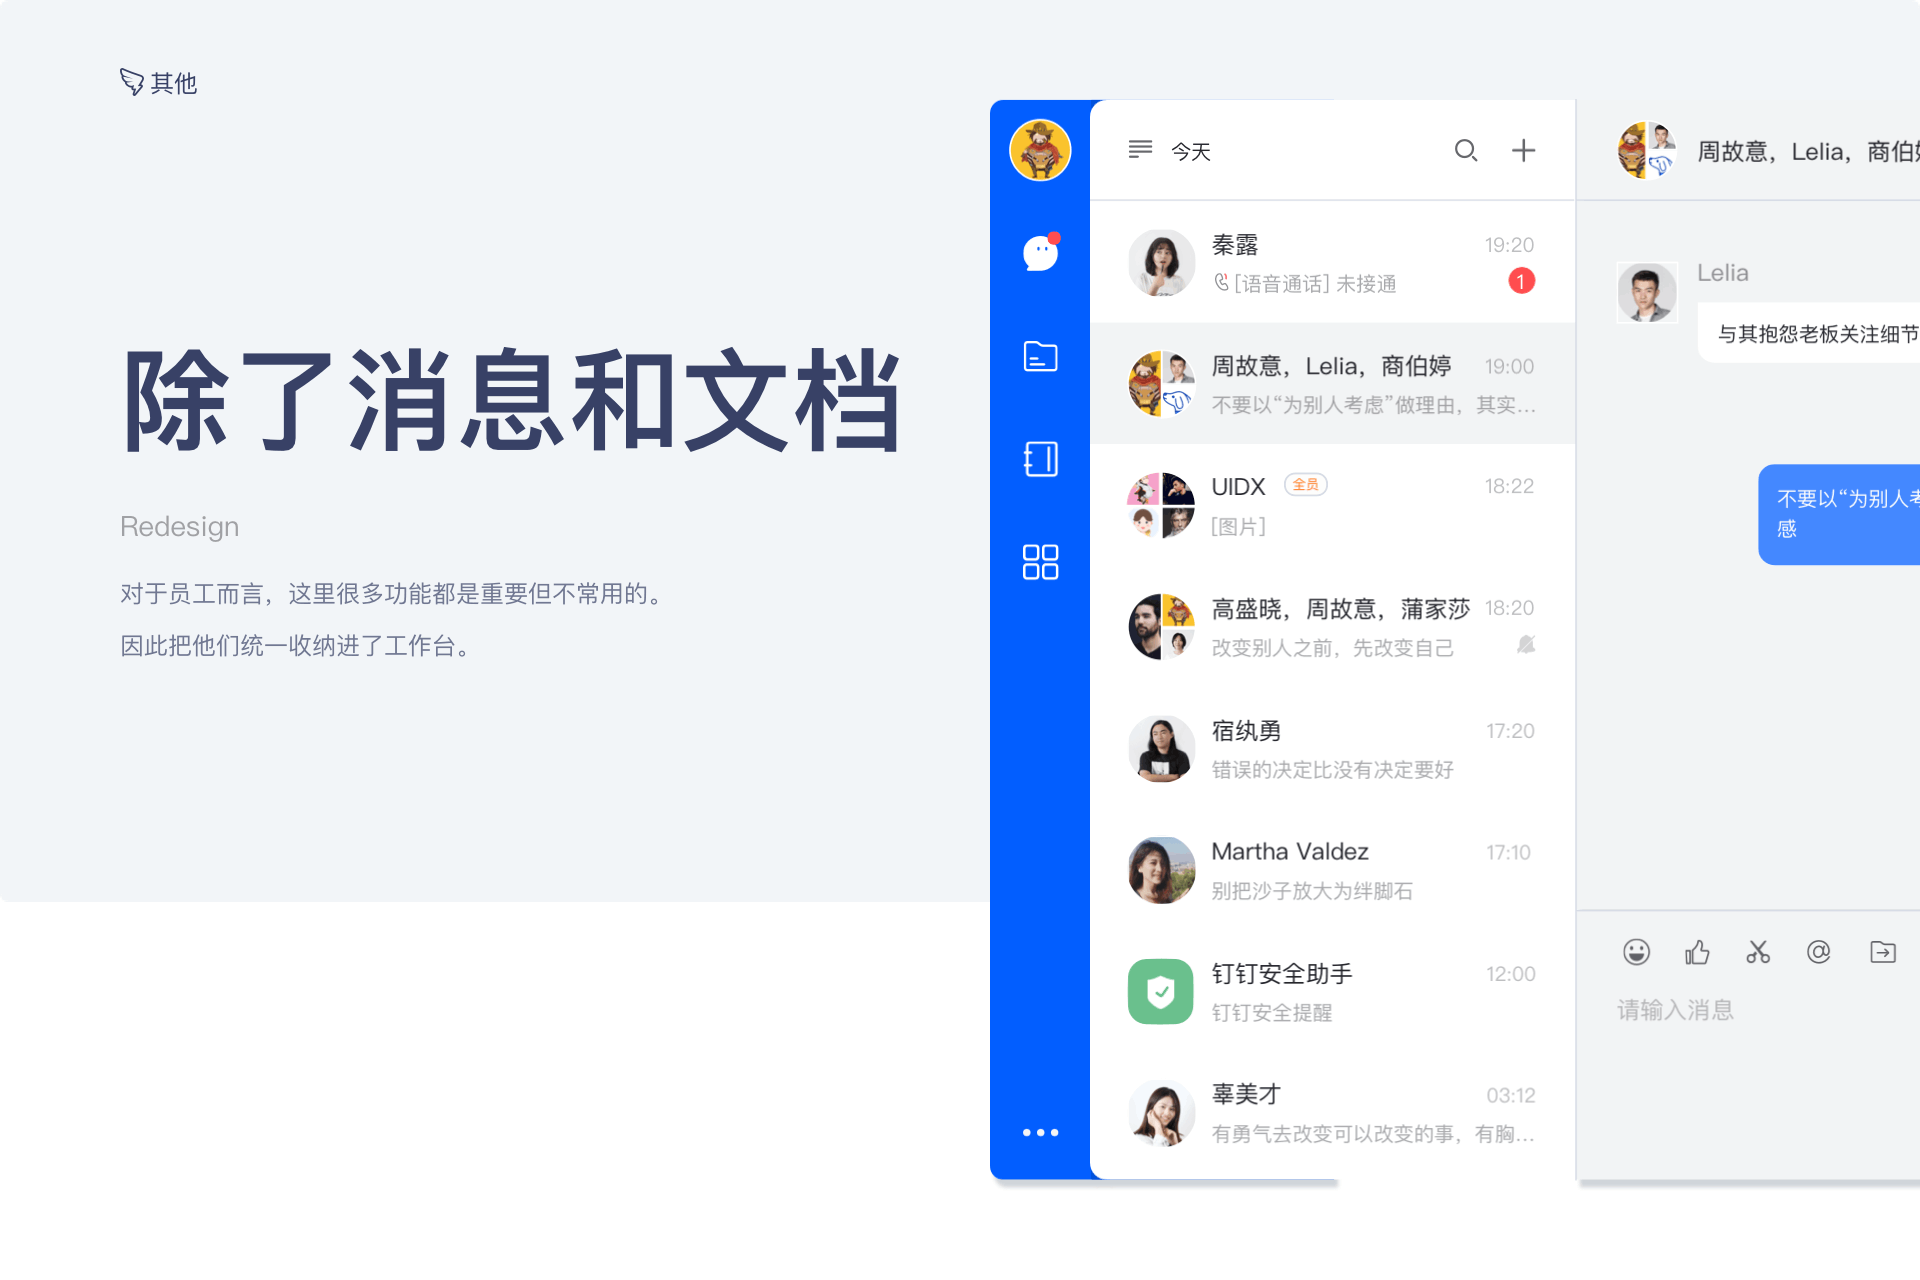 其他
除了消息和文档
Redesign
对于员工而言，这里很多功能都是重要但不常用的。
因此把他们统一收纳进了工作台。
今天
秦露
19:20
[语音通话] 未接通
1
周故意，Lelia，商伯婷
19:00
不要以“为别人考虑”做理由，其实...
UIDX
全员
18:22
[图片]
高盛晓，周故意，蒲家莎
18:20
改变别人之前，先改变自己
宿纨勇
17:20
错误的决定比没有决定要好
Martha Valdez
17:10
别把沙子放大为绊脚石
钉钉安全助手
12:00
钉钉安全提醒
辜美才
03:12
有勇气去改变可以改变的事，有胸...
周故意，Lelia，商伯
Lelia
与其抱怨老板关注细节
不要以“为别人
感
请输入消息